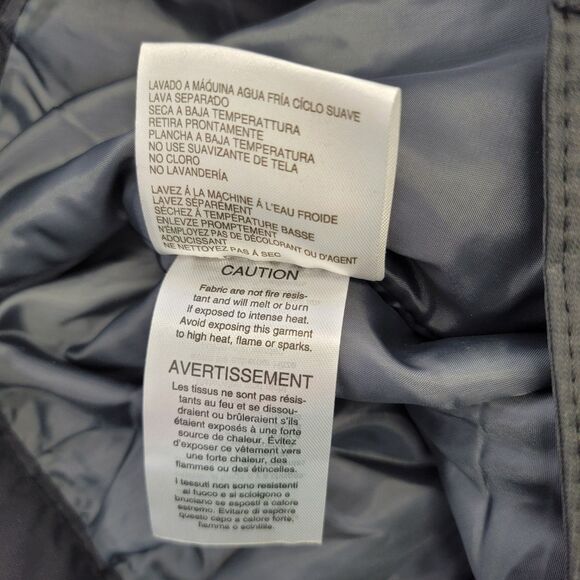 LAVADO A MÁQUINA AGUA FRÍA CÍCLO SUAVE
LAVA SEPARADO
SECA A BAJA TEMPERATTURA
RETIRA PRONTAMENTE
PLANCHA A BAJA TEMPERATURA
NO USE SUAVIZANTE DE TELA
NO CLORO
NO LAVANDERÍA
LAVEZ Á LA MACHINE Á L'EAU FROIDE
LAVEZ SÉPARÉMENT
SÉCHEZ Á TEMPÉRATURE BASSE
ENLEVZE PROMPTEMENT
N'EMPLOYEZ PAS DE DÉCOLORANT OU D'AGENT
ADOUCISSANT
NE NETTOYEZ PAS Á SEC
CAUTION
Fabric are not fire resis-
tant and will melt or burn
if exposed to intense heat.
Avoid exposing this garment
to high heat, flame or sparks.
AVERTISSEMENT
Les tissus ne sont pas résis-
tants au feu et se dissou-
draient ou brûleraient s'ils
étaient exposés à une forte
source de chaleur. Évitez
d'exposer ce vêtement vers
une forte chaleur, des
flammes ou des étincelles.
I tessuti non sono resistenti
al fuoco e si sciolgono e
bruciano se esposti a calore
estremo. Evitare di esporre
questo capo a calore forte,
fiamme o scintille.